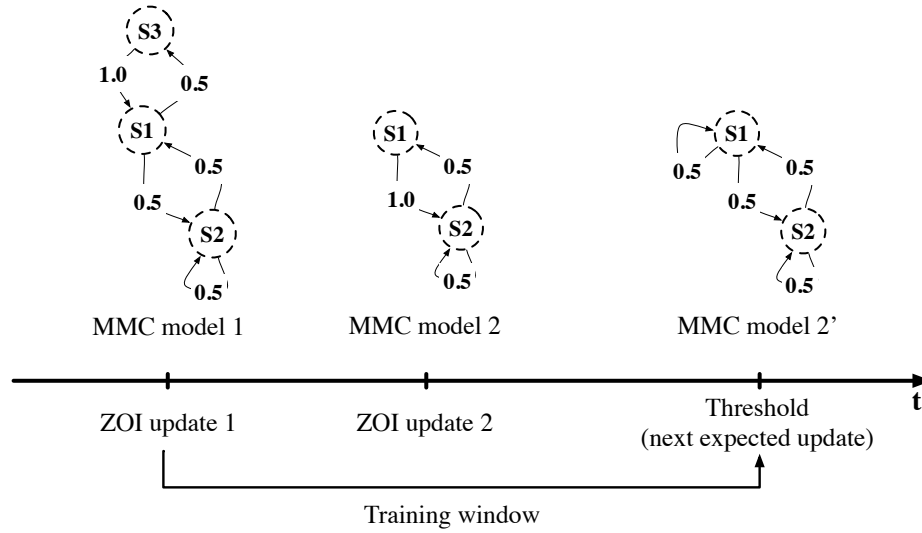 S3
1.0
0.5
S1
0.5
0.5
S2
0.5
MMC model 1
S1
0.5
1.0
S2
0.5
MMC model 2
S1
0.5
0.5
0.5
S2
0.5
MMC model 2’
t
ZOI update 1
ZOI update 2
Threshold
(next expected update)
Training window